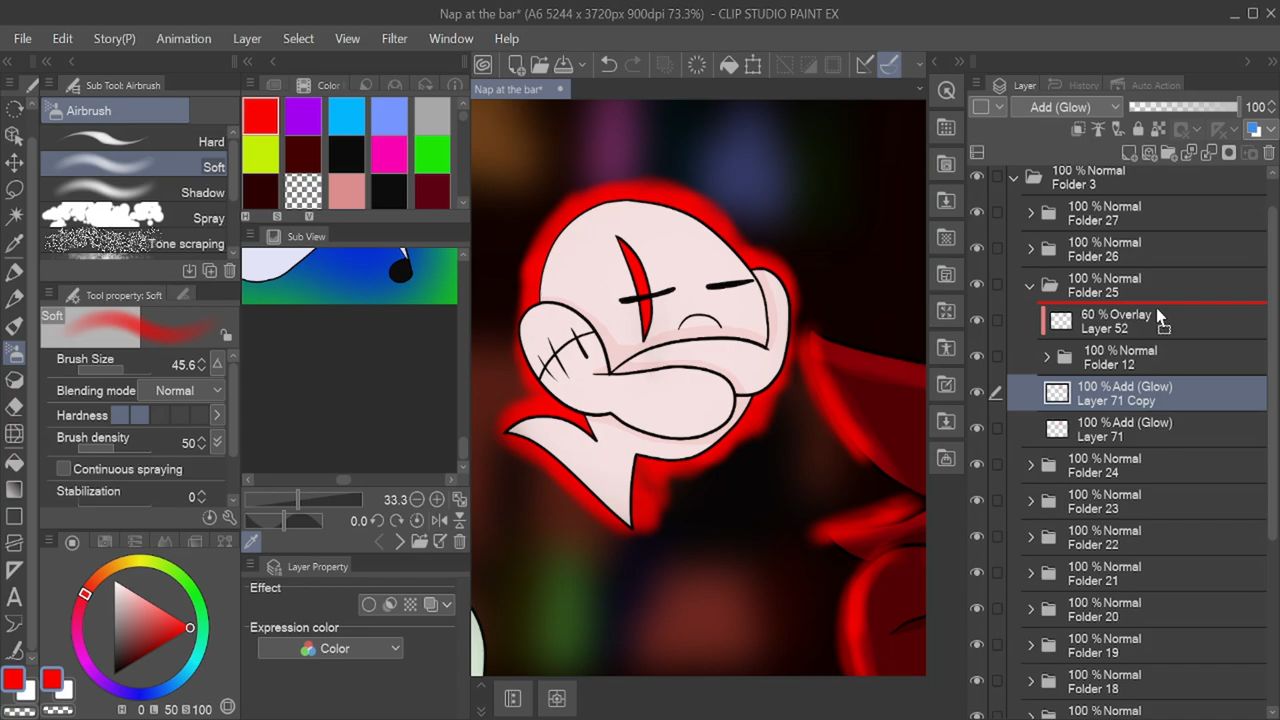 Nap at the bar* (A6 5244 x 3720px 900dpi 73.3%) - CLIP STUDIO PAINT EX
File Edit Story(P) Animation Layer Select View Filter Window Help
Sub Tool: Airbrush
Airbrush
Hard
Soft
Shadow
Spray
Tone scraping
Tool property: Soft
Soft
Brush Size 45.6
Blending mode Normal
Hardness
Brush density 50
Continuous spraying
Stabilization 0
H 0 L 50 S 100
Color
H S V
Sub View
33.3
0.0
Layer Property
Effect
Expression color
Color
Nap at the bar*
Layer History Auto Action
Add (Glow) 100
100 % Normal
Folder 3
100 % Normal
Folder 27
100 % Normal
Folder 26
100 % Normal
Folder 25
60 % Overlay
Layer 52
100 % Normal
Folder 12
100 % Add (Glow)
Layer 71 Copy
100 % Add (Glow)
Layer 71
100 % Normal
Folder 24
100 % Normal
Folder 23
100 % Normal
Folder 22
100 % Normal
Folder 21
100 % Normal
Folder 20
100 % Normal
Folder 19
100 % Normal
Folder 18
100 % Normal